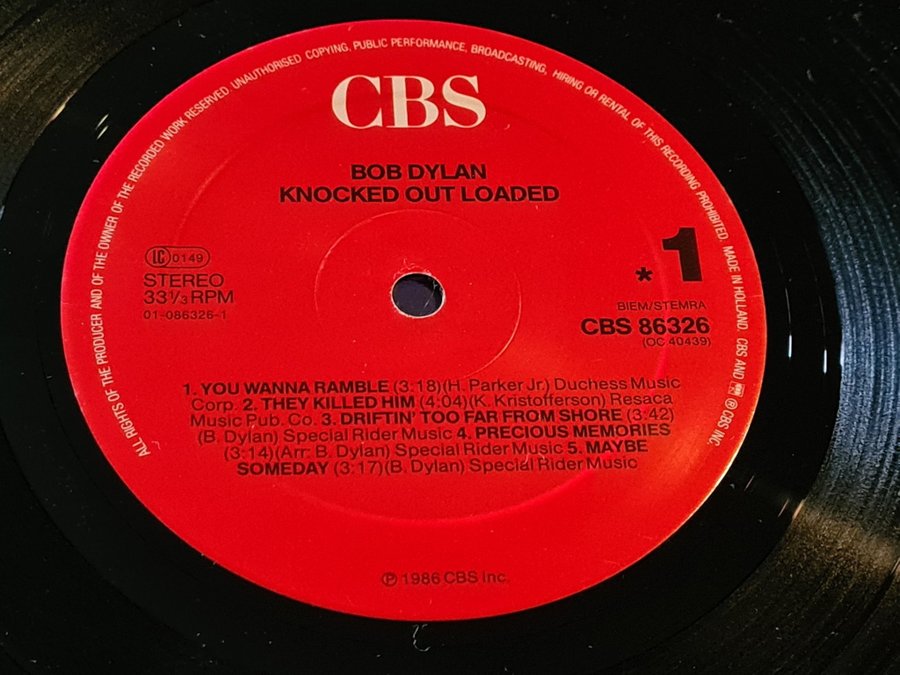 ALL RIGHTS OF THE PRODUCER AND OF THE OWNER OF THE RECORDED WORK RESERVED. UNAUTHORISED COPYING, PUBLIC PERFORMANCE, BROADCASTING, HIRING OR RENTAL OF THIS RECORDING PROHIBITED. MADE IN HOLLAND. CBS AND ℗ CBS INC.
CBS
BOB DYLAN
KNOCKED OUT LOADED
LC 0149
STEREO
33⅓ RPM
01-086326-1
* 1
BIEM/STEMRA
CBS 86326
(OC 40439)
1. YOU WANNA RAMBLE (3:18)(H. Parker Jr.) Duchess Music
Corp. 2. THEY KILLED HIM (4:04)(K. Kristofferson) Resaca
Music Pub. Co. 3. DRIFTIN' TOO FAR FROM SHORE (3:42)
(B. Dylan) Special Rider Music 4. PRECIOUS MEMORIES
(3:14)(Arr: B. Dylan) Special Rider Music 5. MAYBE
SOMEDAY (3:17)(B. Dylan) Special Rider Music
℗ 1986 CBS Inc.